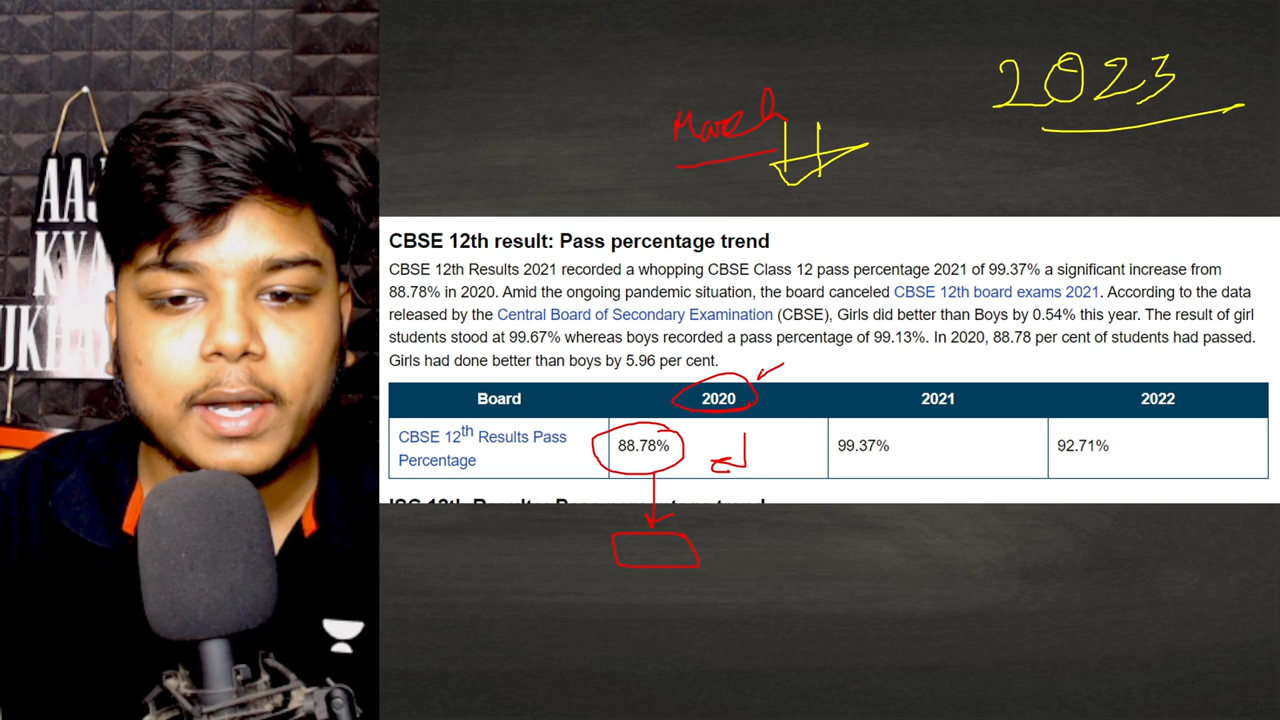 2023
March
AAJ
KYA
UKHA
CBSE 12th result: Pass percentage trend
CBSE 12th Results 2021 recorded a whopping CBSE Class 12 pass percentage 2021 of 99.37% a significant increase from
88.78% in 2020. Amid the ongoing pandemic situation, the board canceled CBSE 12th board exams 2021. According to the data
released by the Central Board of Secondary Examination (CBSE), Girls did better than Boys by 0.54% this year. The result of girl
students stood at 99.67% whereas boys recorded a pass percentage of 99.13%. In 2020, 88.78 per cent of students had passed.
Girls had done better than boys by 5.96 per cent.
Board 2020 2021 2022
CBSE 12th Results Pass
Percentage 88.78% 99.37% 92.71%